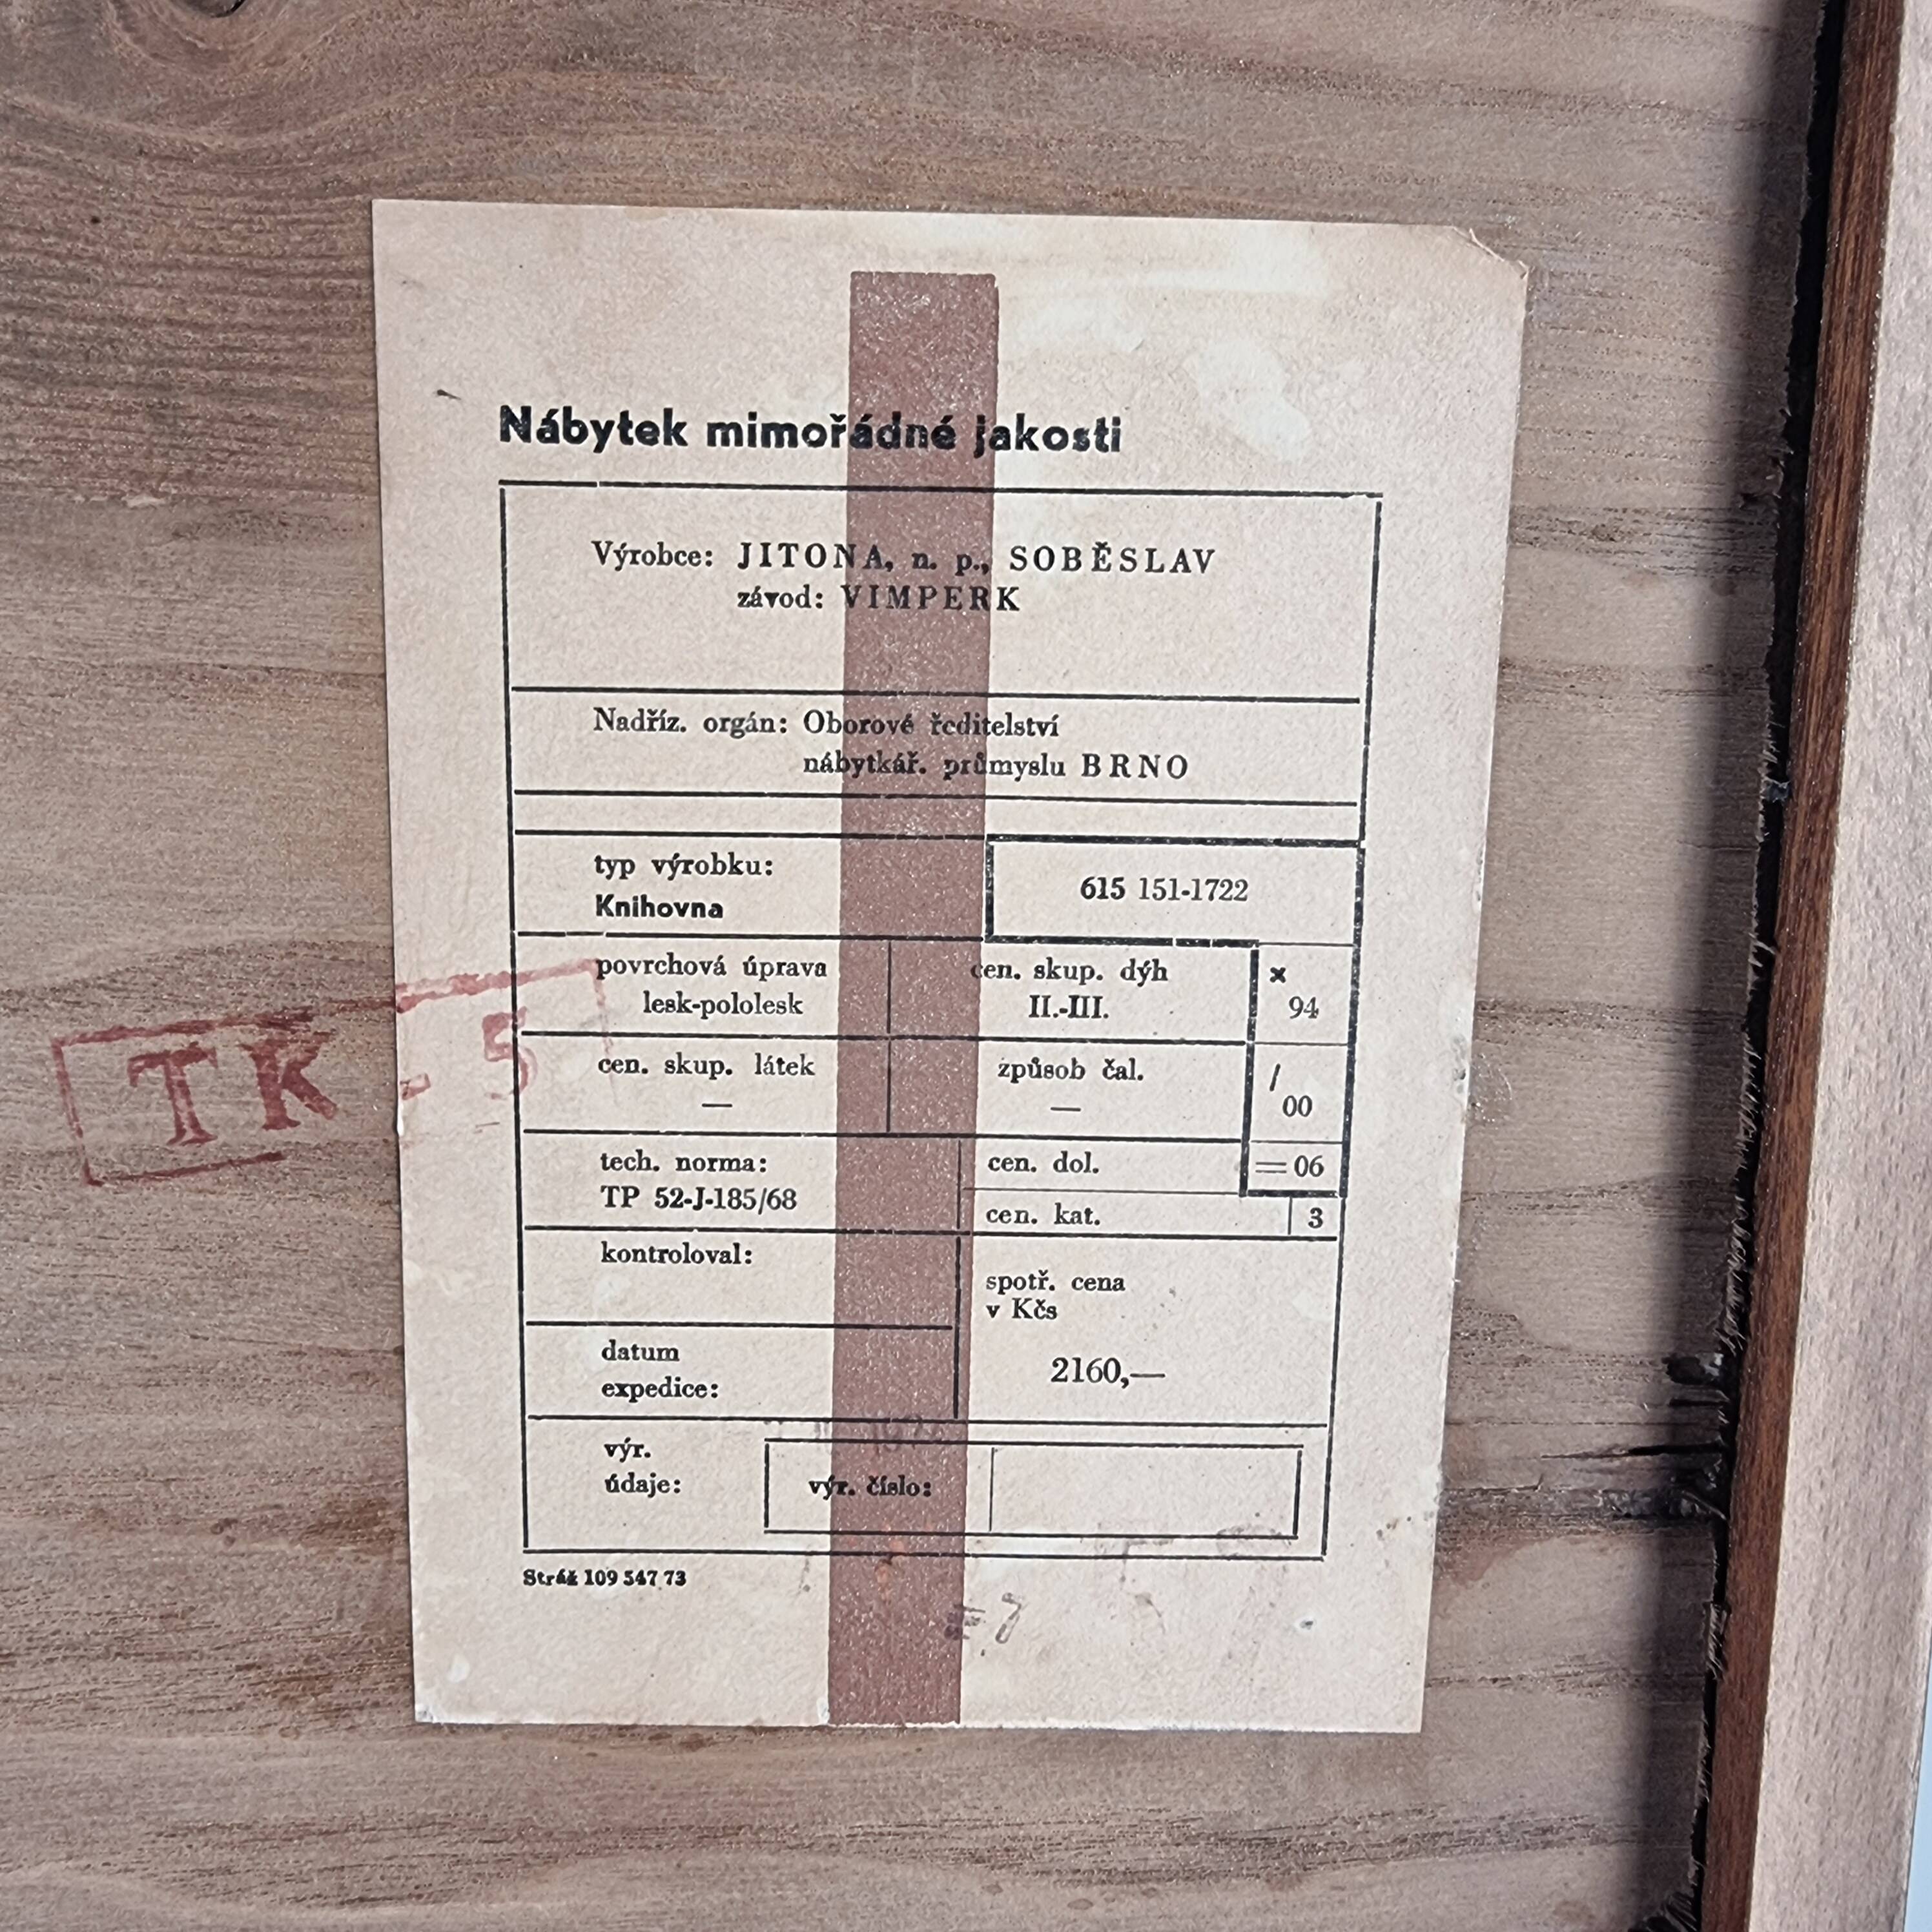 Nábytek mimořádné jakosti
Výrobce: JITONA, n. p., SOBĚSLAV
závod: VIMPERK
Nadříz. orgán: Oborové ředitelství
nábytkář. průmyslu BRNO
typ výrobku:
Knihovna
615 151-1722
povrchová úprava
lesk-pololesk
cen. skup. dýh
II.-III.
x
94
cen. skup. látek
—
způsob čal.
—
/
00
tech. norma:
TP 52-J-185/68
cen. dol.
=06
cen. kat.
3
kontroloval:
spotř. cena
v Kčs
2160,—
datum
expedice:
výr.
údaje:
výr. číslo:
Stráž 109 547 73
TK - 5